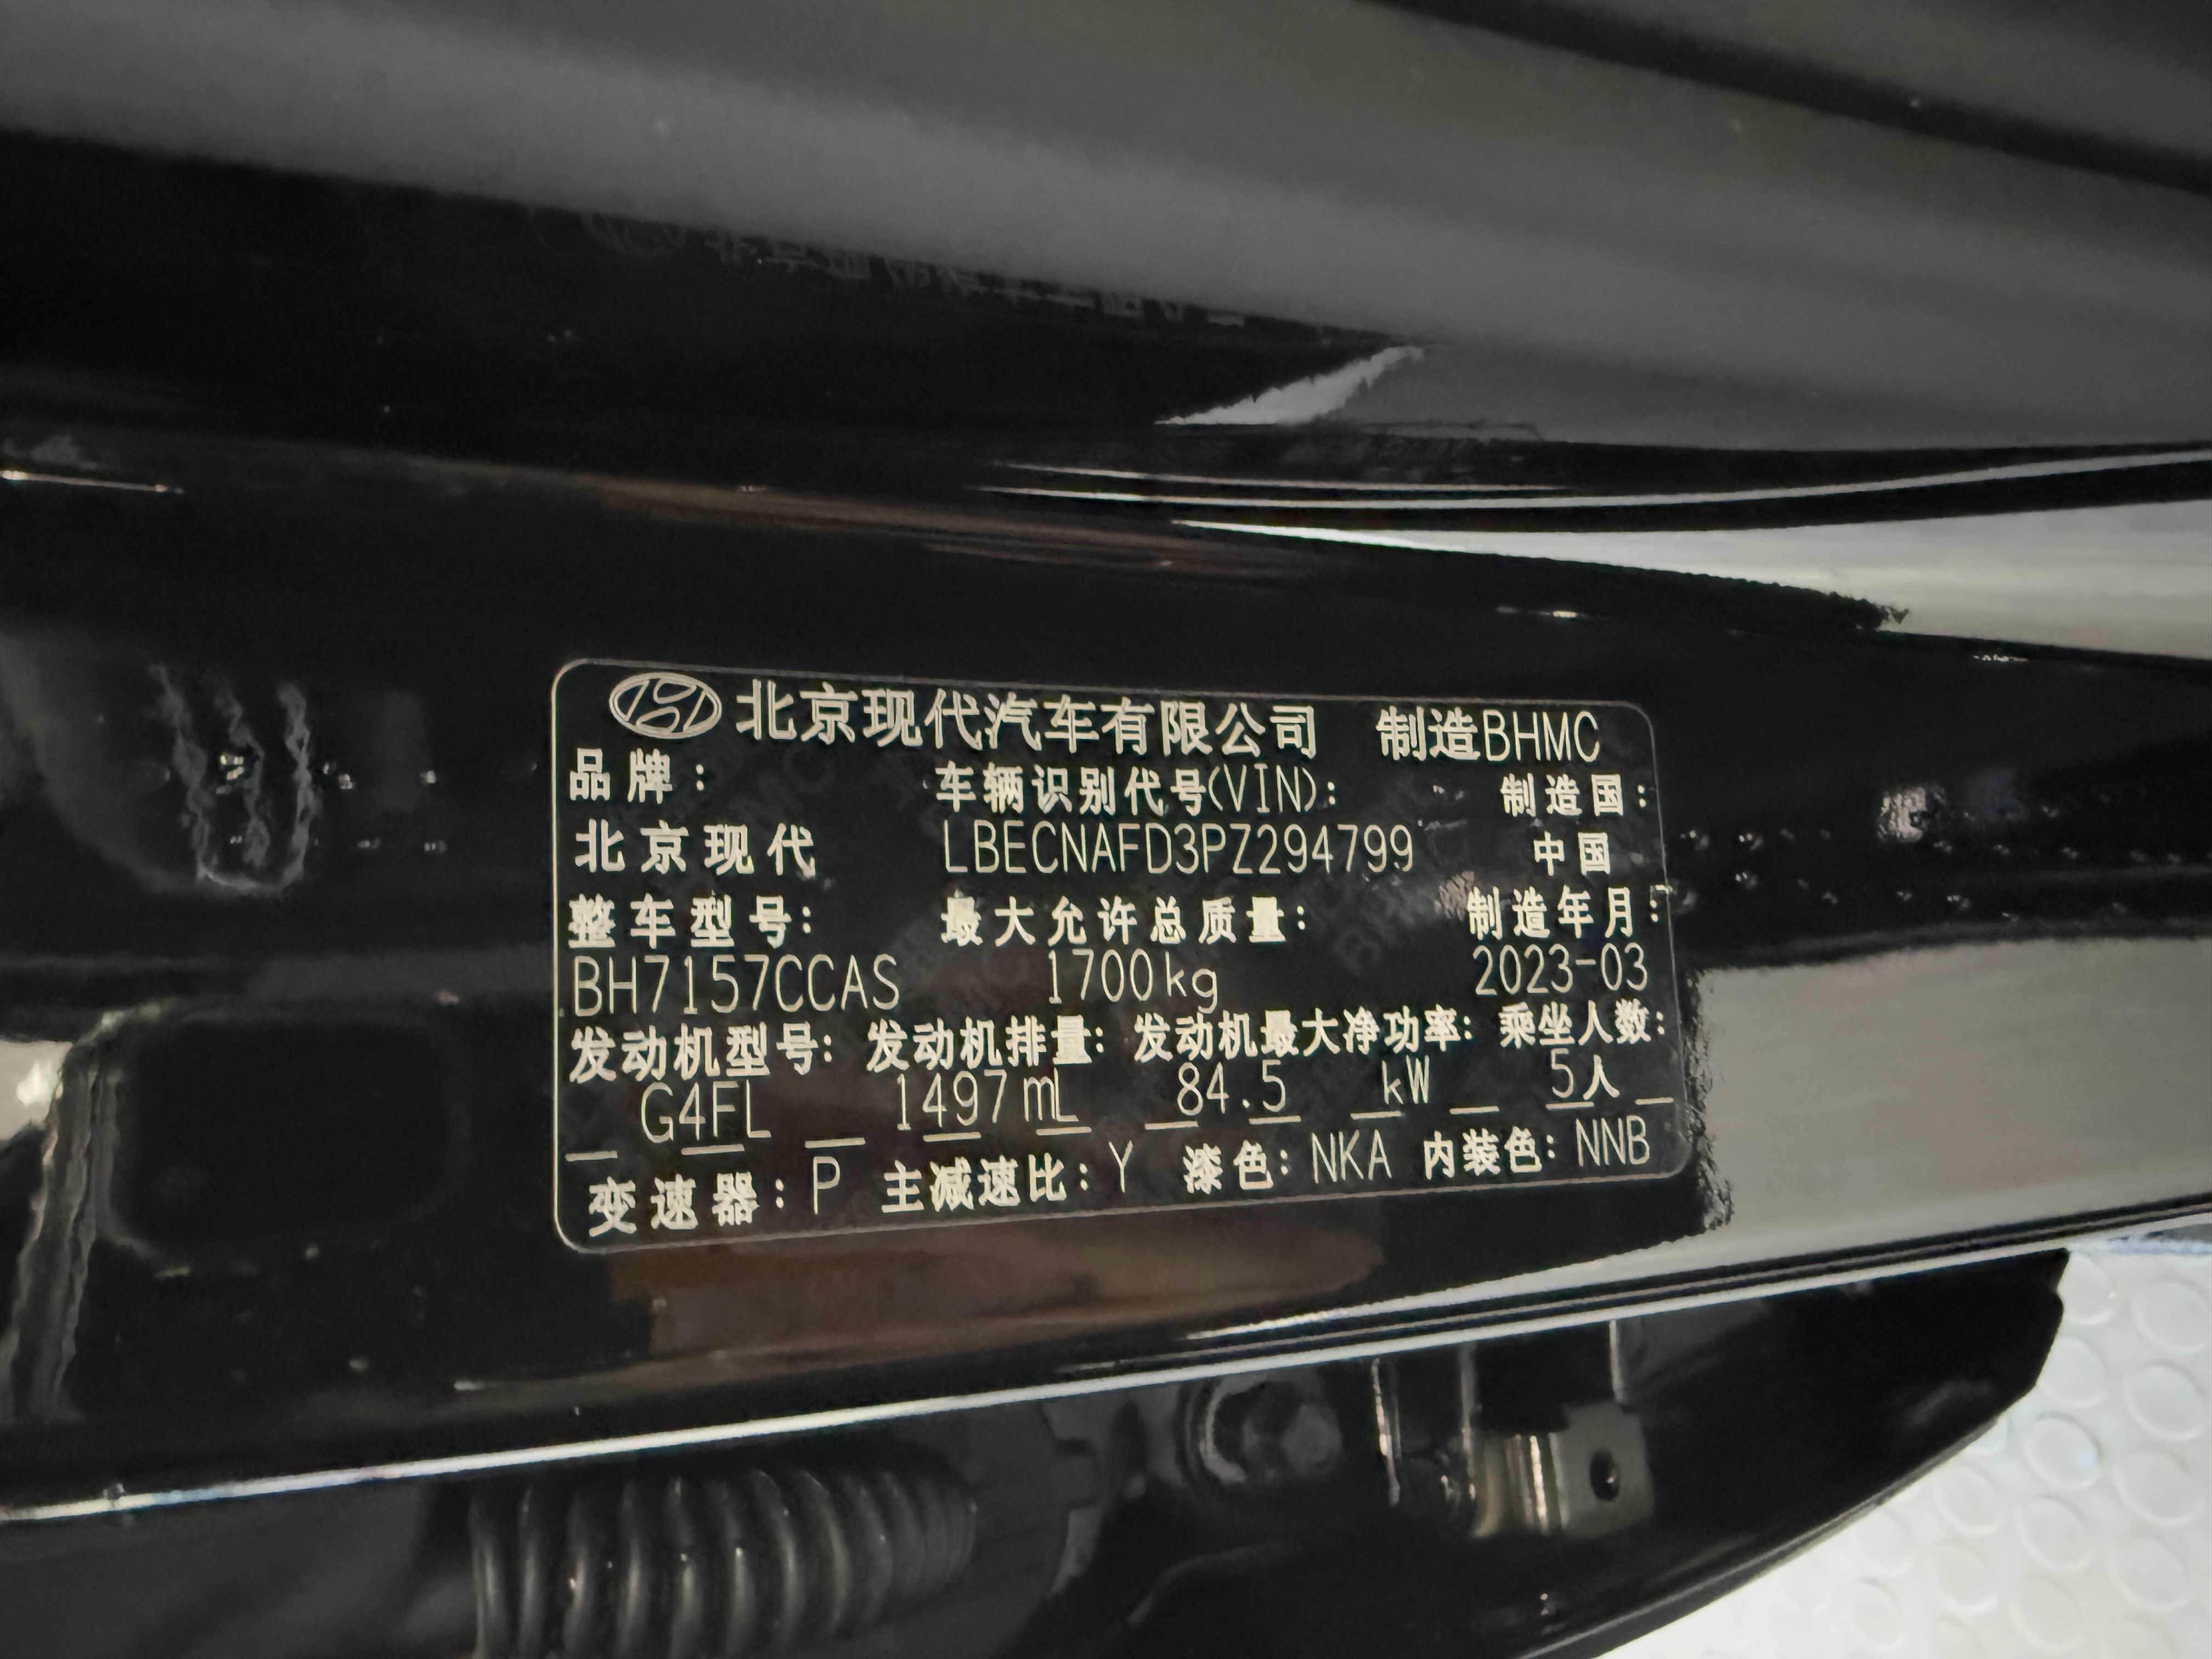 北京现代汽车有限公司 制造BHMC
品牌: 车辆识别代号(VIN): 制造国:
北京现代 LBECNAFD3PZ294799 中国
整车型号: 最大允许总质量: 制造年月:
BH7157CCAS 1700kg 2023-03
发动机型号: 发动机排量: 发动机最大净功率: 乘坐人数:
G4FL 1497mL 84.5 kW 5人
变速器: P 主减速比: Y 漆色: NKA 内装色: NNB